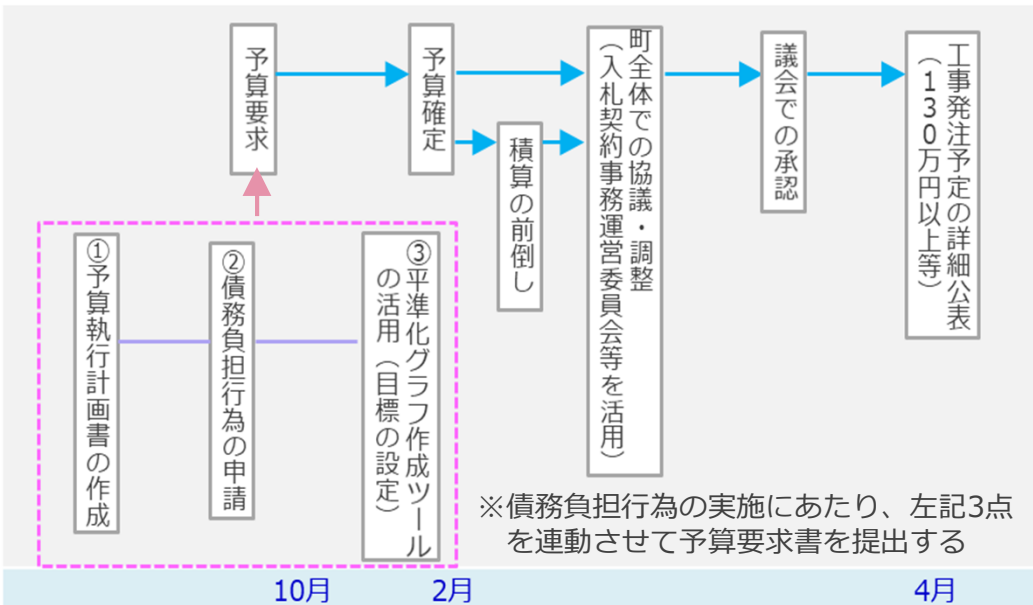 予算要求
予算確定
積算の前倒し
町全体での協議・調整
（入札契約事務運営委員会等を活用）
議会での承認
工事発注予定の詳細公表
（130万円以上等）
①予算執行計画書の作成
②債務負担行為の申請
③平準化グラフ作成ツール
の活用（目標の設定）
※債務負担行為の実施にあたり、左記3点
を連動させて予算要求書を提出する
10月
2月
4月